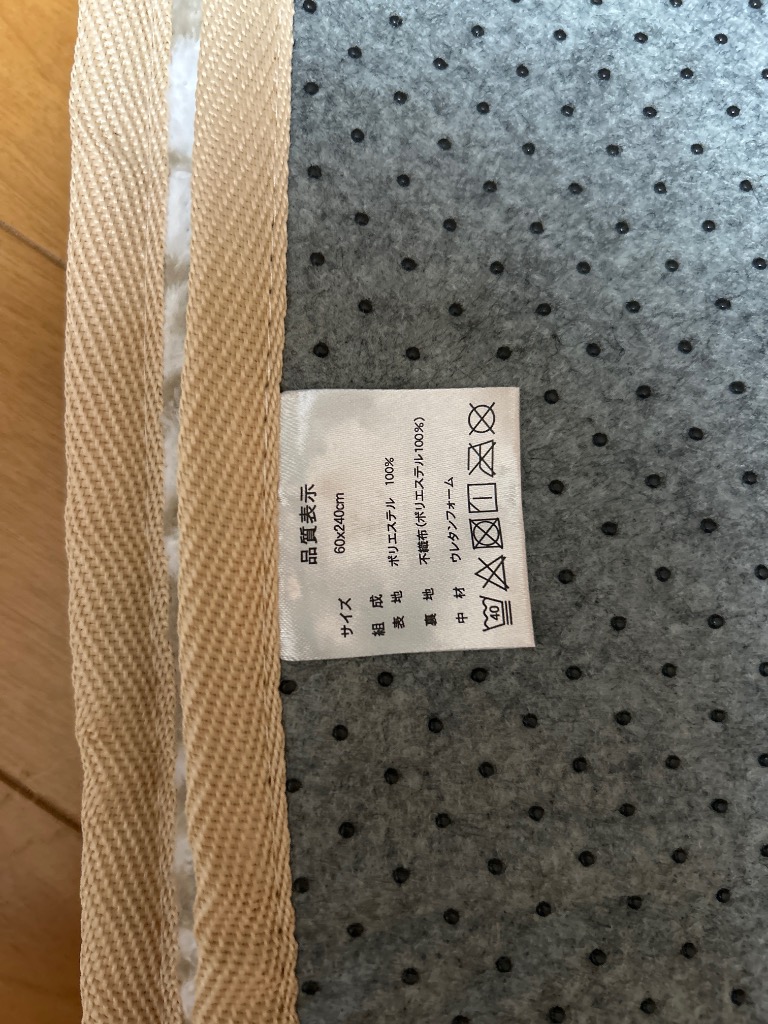 品質表示
サイズ 60x240cm
組成
表地 ポリエステル 100%
裏地 不織布(ポリエステル100%)
中材 ウレタンフォーム
40